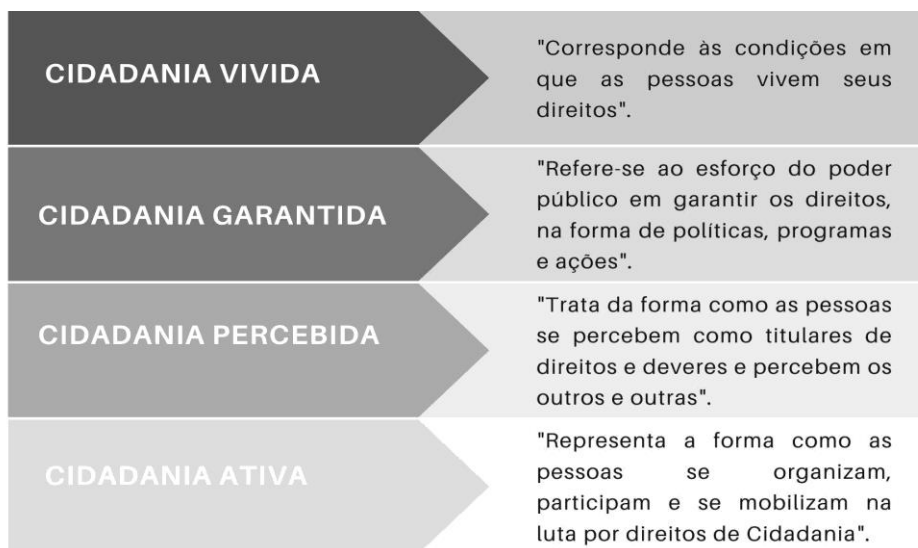 CIDADANIA VIVIDA
"Corresponde às condições em
que as pessoas vivem seus
direitos".
CIDADANIA GARANTIDA
"Refere-se ao esforço do poder
público em garantir os direitos,
na forma de políticas, programas
e ações".
CIDADANIA PERCEBIDA
"Trata da forma como as pessoas
se percebem como titulares de
direitos e deveres e percebem os
outros e outras".
CIDADANIA ATIVA
"Representa a forma como as
pessoas se organizam,
participam e se mobilizam na
luta por direitos de Cidadania".